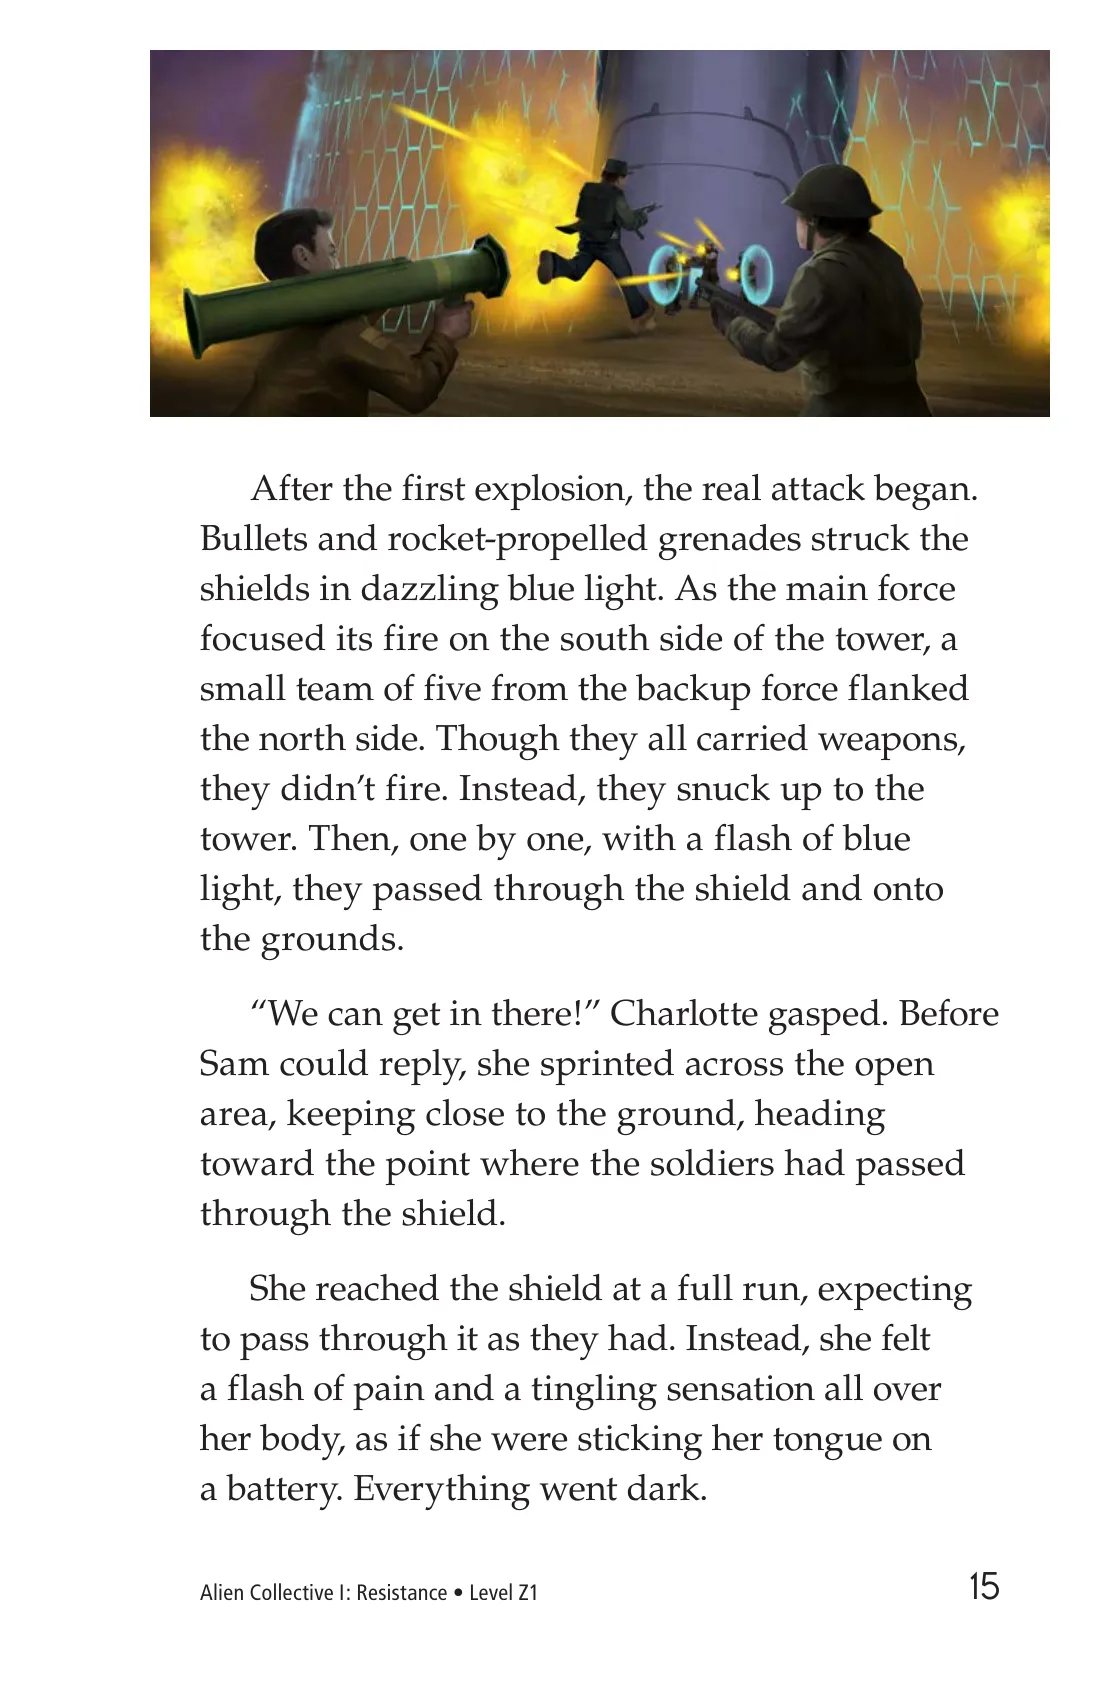 After the first explosion, the real attack began.
Bullets and rocket-propelled grenades struck the
shields in dazzling blue light. As the main force
focused its fire on the south side of the tower, a
small team of five from the backup force flanked
the north side. Though they all carried weapons,
they didn’t fire. Instead, they snuck up to the
tower. Then, one by one, with a flash of blue
light, they passed through the shield and onto
the grounds.
“We can get in there!” Charlotte gasped. Before
Sam could reply, she sprinted across the open
area, keeping close to the ground, heading
toward the point where the soldiers had passed
through the shield.
She reached the shield at a full run, expecting
to pass through it as they had. Instead, she felt
a flash of pain and a tingling sensation all over
her body, as if she were sticking her tongue on
a battery. Everything went dark.
Alien Collective I: Resistance • Level Z1
15